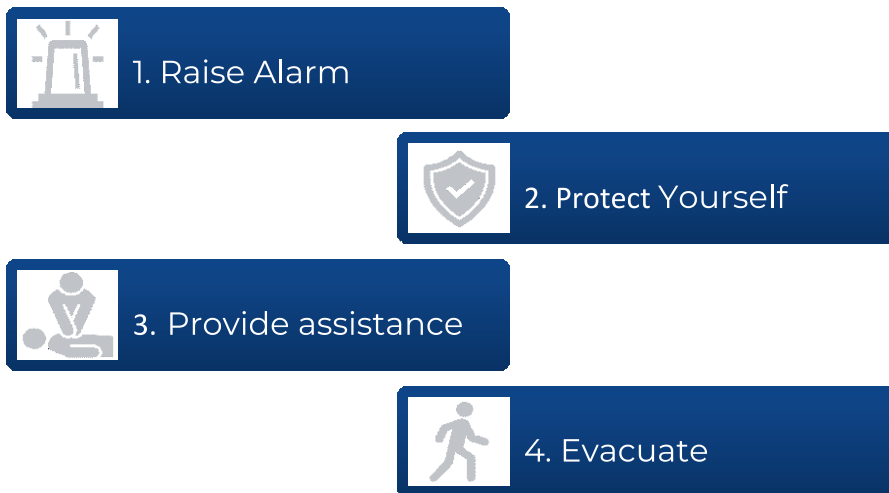 1. Raise Alarm
2. Protect Yourself
3. Provide assistance
4. Evacuate